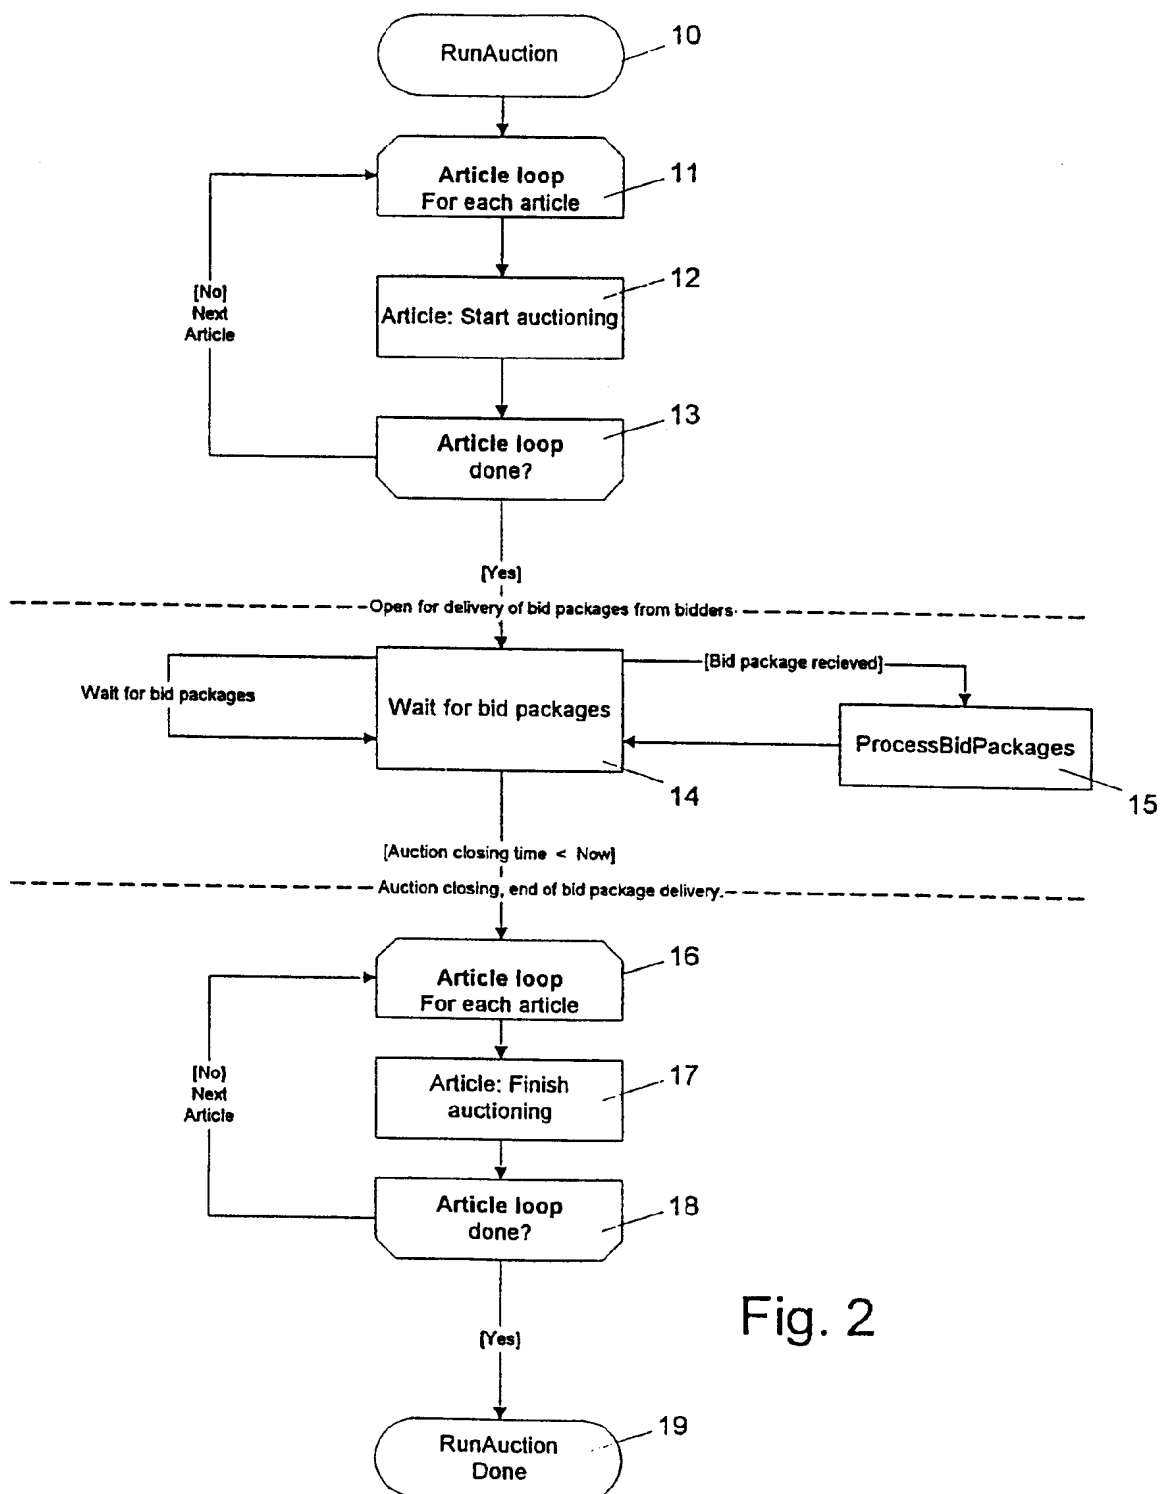 RunAuction
10
Article loop
For each article
11
Article: Start auctioning
12
[No]
Next
Article
Article loop
done?
13
[Yes]
Open for delivery of bid packages from bidders
Wait for bid packages
Wait for bid packages
14
[Bid package recieved]
ProcessBidPackages
15
[Auction closing time < Now]
Auction closing, end of bid package delivery.
Article loop
For each article
16
Article: Finish
auctioning
17
[No]
Next
Article
Article loop
done?
18
[Yes]
Fig. 2
RunAuction
Done
19